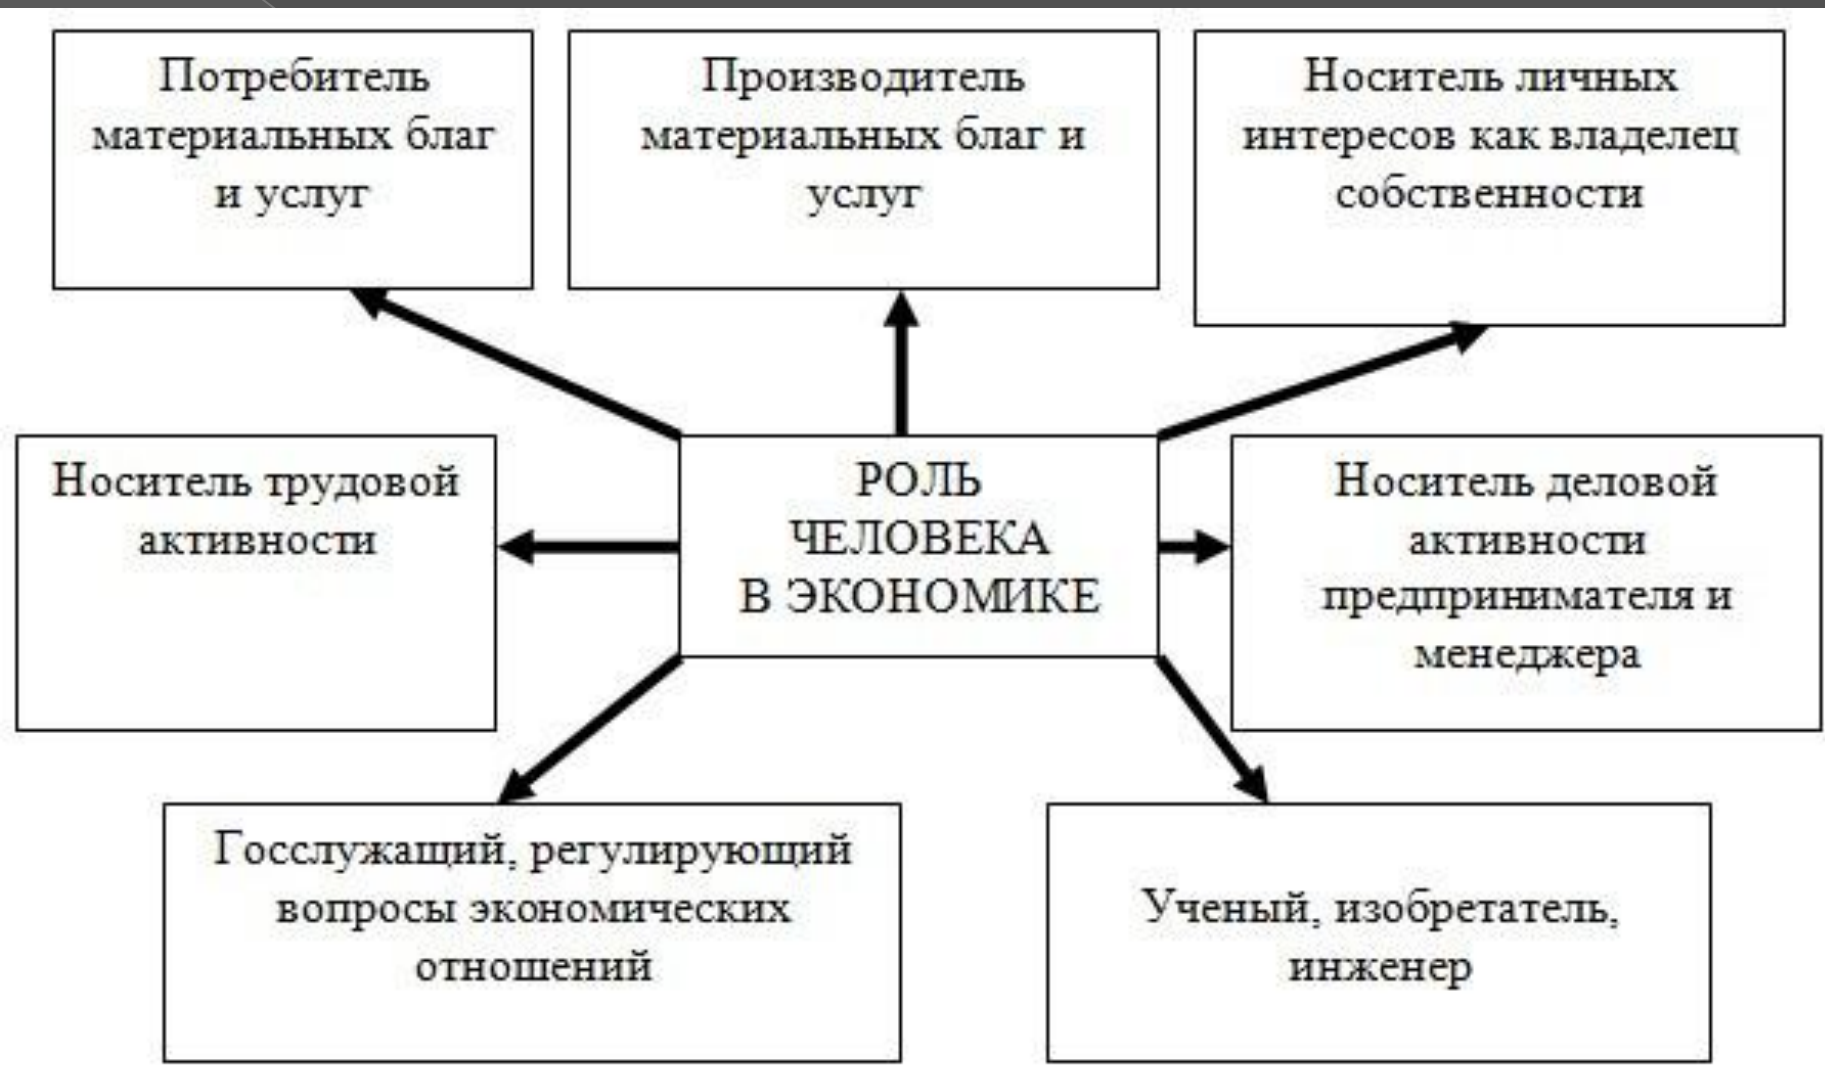 Потребитель
материальных благ
и услуг
Производитель
материальных благ и
услуг
Носитель личных
интересов как владелец
собственности
Носитель трудовой
активности
РОЛЬ
ЧЕЛОВЕКА
В ЭКОНОМИКЕ
Носитель деловой
активности
предпринимателя и
менеджера
Госслужащий, регулирующий
вопросы экономических
отношений
Ученый, изобретатель,
инженер